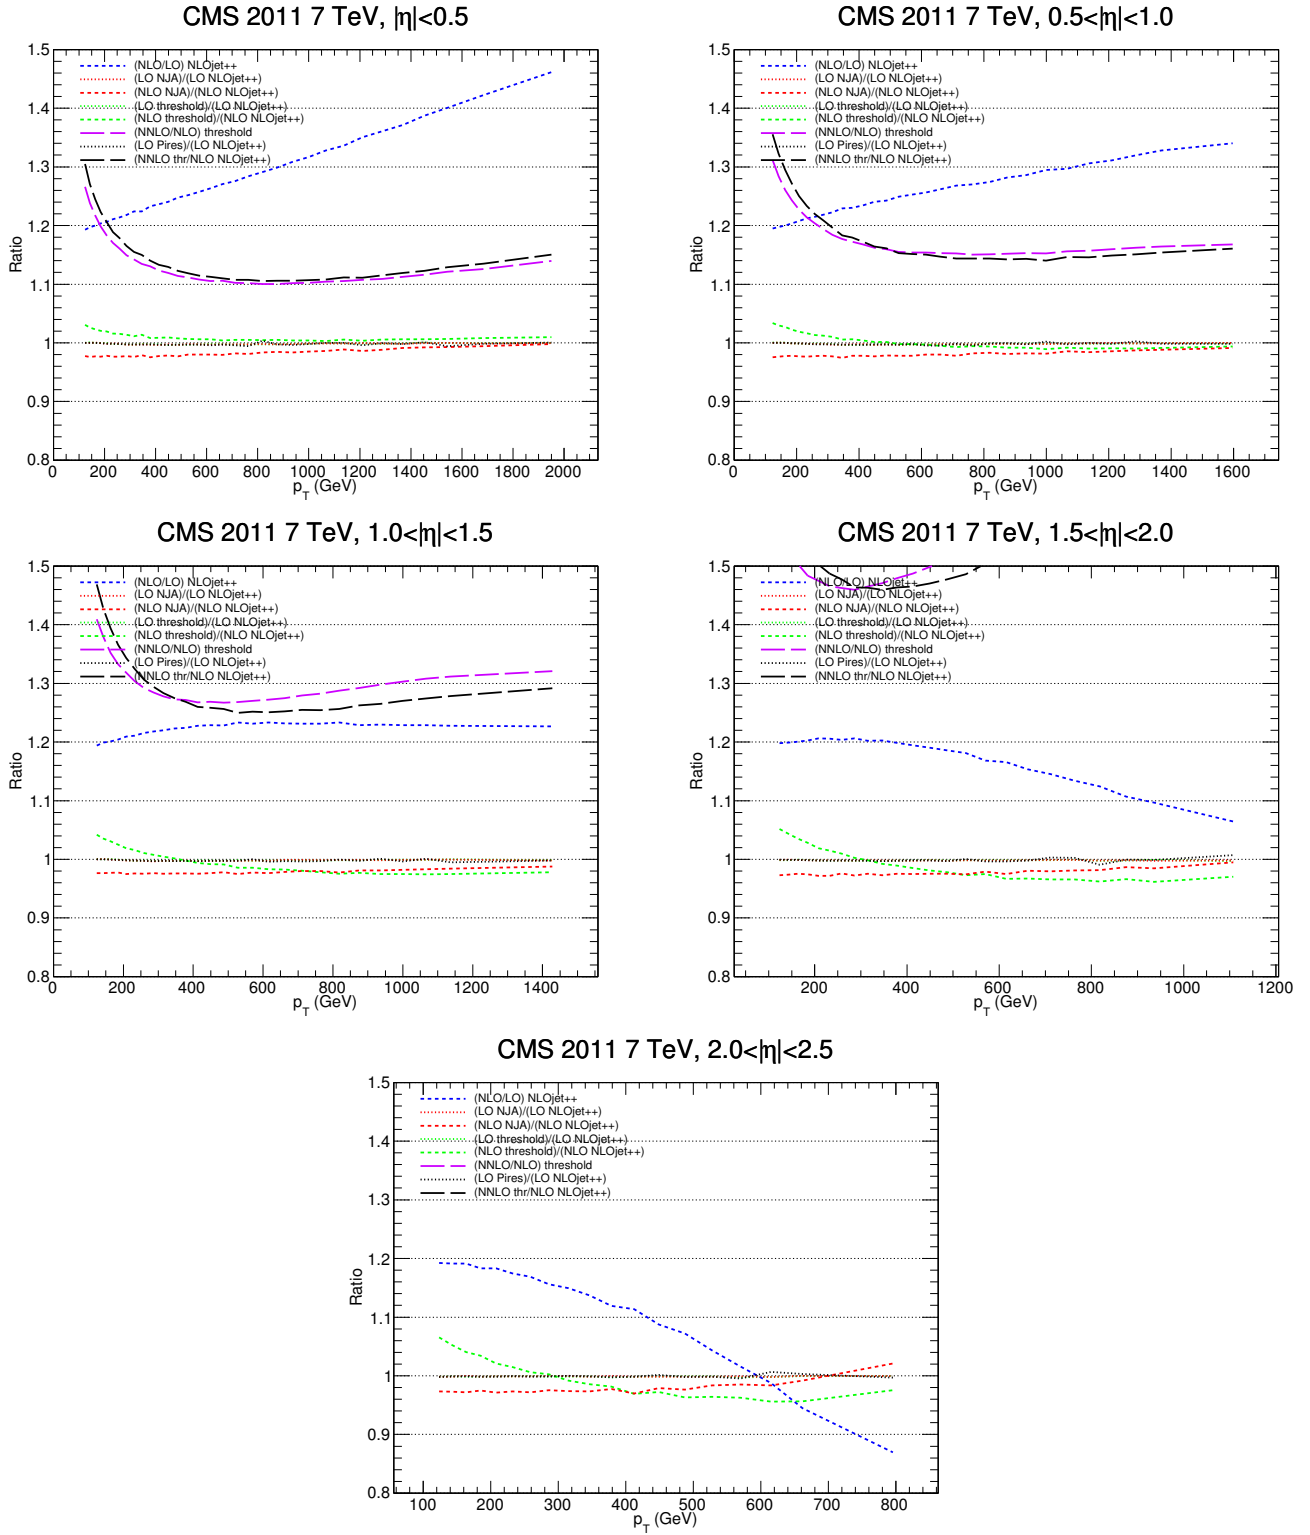 CMS 2011 7 TeV, |η|<0.5
1.5
1.4
1.3
1.2
1.1
1
0.9
0.8
Ratio
(NLO/LO) NLOjet++
(LO NJA)/(LO NLOjet++)
(NLO NJA)/(NLO NLOjet++)
(LO threshold)/(LO NLOjet++)
(NLO threshold)/(NLO NLOjet++)
(NNLO/NLO) threshold
(LO Pires)/(LO NLOjet++)
(NNLO thr/NLO NLOjet++)
0 200 400 600 800 1000 1200 1400 1600 1800 2000
p_T (GeV)
CMS 2011 7 TeV, 0.5<|η|<1.0
1.5
1.4
1.3
1.2
1.1
1
0.9
0.8
Ratio
(NLO/LO) NLOjet++
(LO NJA)/(LO NLOjet++)
(NLO NJA)/(NLO NLOjet++)
(LO threshold)/(LO NLOjet++)
(NLO threshold)/(NLO NLOjet++)
(NNLO/NLO) threshold
(LO Pires)/(LO NLOjet++)
(NNLO thr/NLO NLOjet++)
0 200 400 600 800 1000 1200 1400 1600
p_T (GeV)
CMS 2011 7 TeV, 1.0<|η|<1.5
1.5
1.4
1.3
1.2
1.1
1
0.9
0.8
Ratio
(NLO/LO) NLOjet++
(LO NJA)/(LO NLOjet++)
(NLO NJA)/(NLO NLOjet++)
(LO threshold)/(LO NLOjet++)
(NLO threshold)/(NLO NLOjet++)
(NNLO/NLO) threshold
(LO Pires)/(LO NLOjet++)
(NNLO thr/NLO NLOjet++)
0 200 400 600 800 1000 1200 1400
p_T (GeV)
CMS 2011 7 TeV, 1.5<|η|<2.0
1.5
1.4
1.3
1.2
1.1
1
0.9
0.8
Ratio
(NLO/LO) NLOjet++
(LO NJA)/(LO NLOjet++)
(NLO NJA)/(NLO NLOjet++)
(LO threshold)/(LO NLOjet++)
(NLO threshold)/(NLO NLOjet++)
(NNLO/NLO) threshold
(LO Pires)/(LO NLOjet++)
(NNLO thr/NLO NLOjet++)
200 400 600 800 1000 1200
p_T (GeV)
CMS 2011 7 TeV, 2.0<|η|<2.5
1.5
1.4
1.3
1.2
1.1
1
0.9
0.8
Ratio
(NLO/LO) NLOjet++
(LO NJA)/(LO NLOjet++)
(NLO NJA)/(NLO NLOjet++)
(LO threshold)/(LO NLOjet++)
(NLO threshold)/(NLO NLOjet++)
(NNLO/NLO) threshold
(LO Pires)/(LO NLOjet++)
(NNLO thr/NLO NLOjet++)
100 200 300 400 500 600 700 800
p_T (GeV)